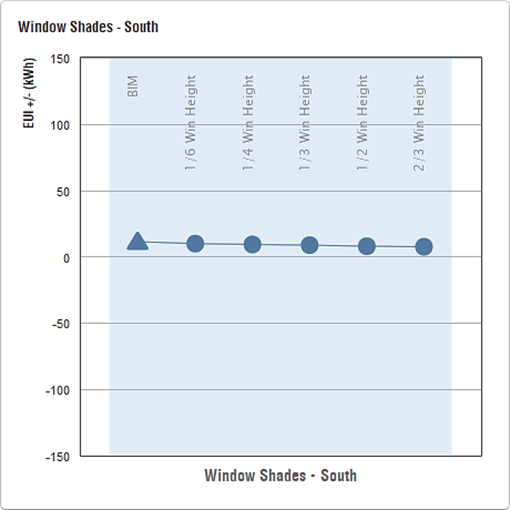 Window Shades - South
EUI +/- (kWh)
150
100
50
0
-50
-100
-150
BIM
1/6 Win Height
1/4 Win Height
1/3 Win Height
1/2 Win Height
2/3 Win Height
Window Shades - South